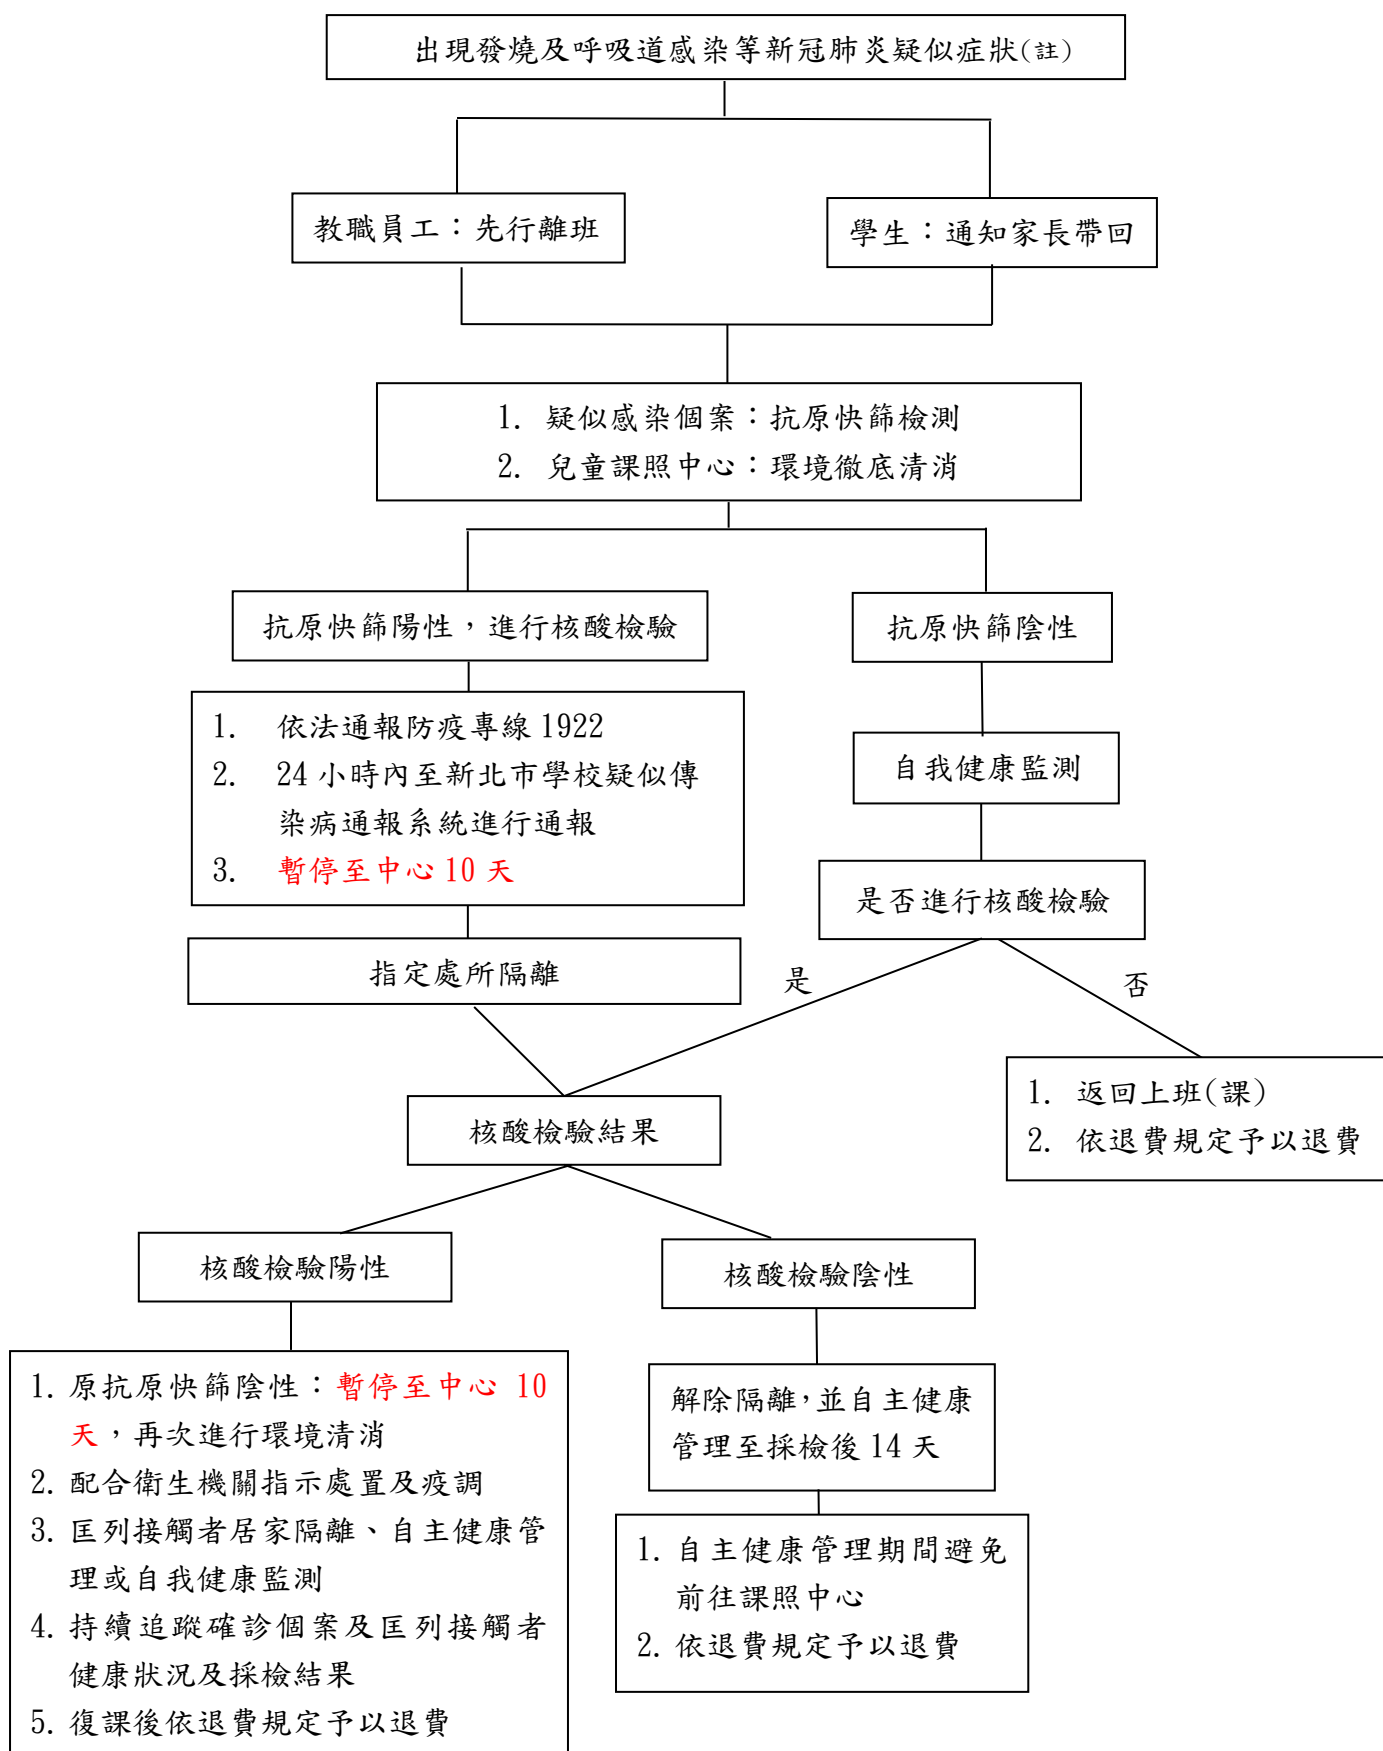 出現發燒及呼吸道感染等新冠肺炎疑似症狀(註)
教職員工：先行離班
學生：通知家長帶回
1. 疑似感染個案：抗原快篩檢測
2. 兒童課照中心：環境徹底清消
抗原快篩陽性，進行核酸檢驗
抗原快篩陰性
1. 依法通報防疫專線 1922
2. 24 小時內至新北市學校疑似傳
染病通報系統進行通報
3. 暫停至中心 10 天
自我健康監測
是否進行核酸檢驗
指定處所隔離
是
否
1. 返回上班(課)
2. 依退費規定予以退費
核酸檢驗結果
核酸檢驗陽性
核酸檢驗陰性
1. 原抗原快篩陰性：暫停至中心 10
天，再次進行環境清消
2. 配合衛生機關指示處置及疫調
3. 匡列接觸者居家隔離、自主健康管
理或自我健康監測
4. 持續追蹤確診個案及匡列接觸者
健康狀況及採檢結果
5. 復課後依退費規定予以退費
解除隔離，並自主健康
管理至採檢後 14 天
1. 自主健康管理期間避免
前往課照中心
2. 依退費規定予以退費